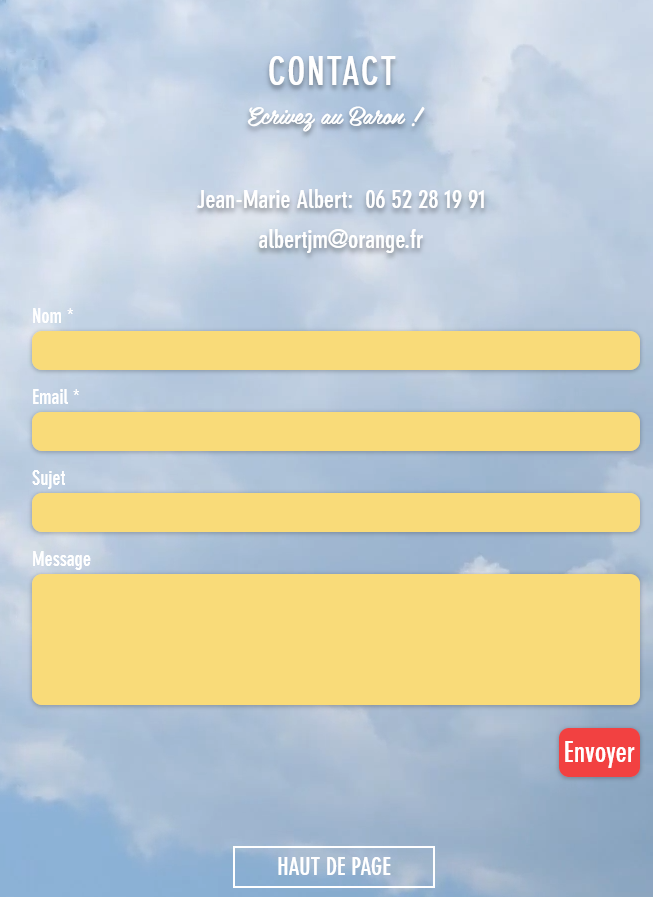 CONTACT
Ecrivez au Baron !
Jean-Marie Albert: 06 52 28 19 91
albertjm@orange.fr
Nom *
Email *
Sujet
Message
Envoyer
HAUT DE PAGE